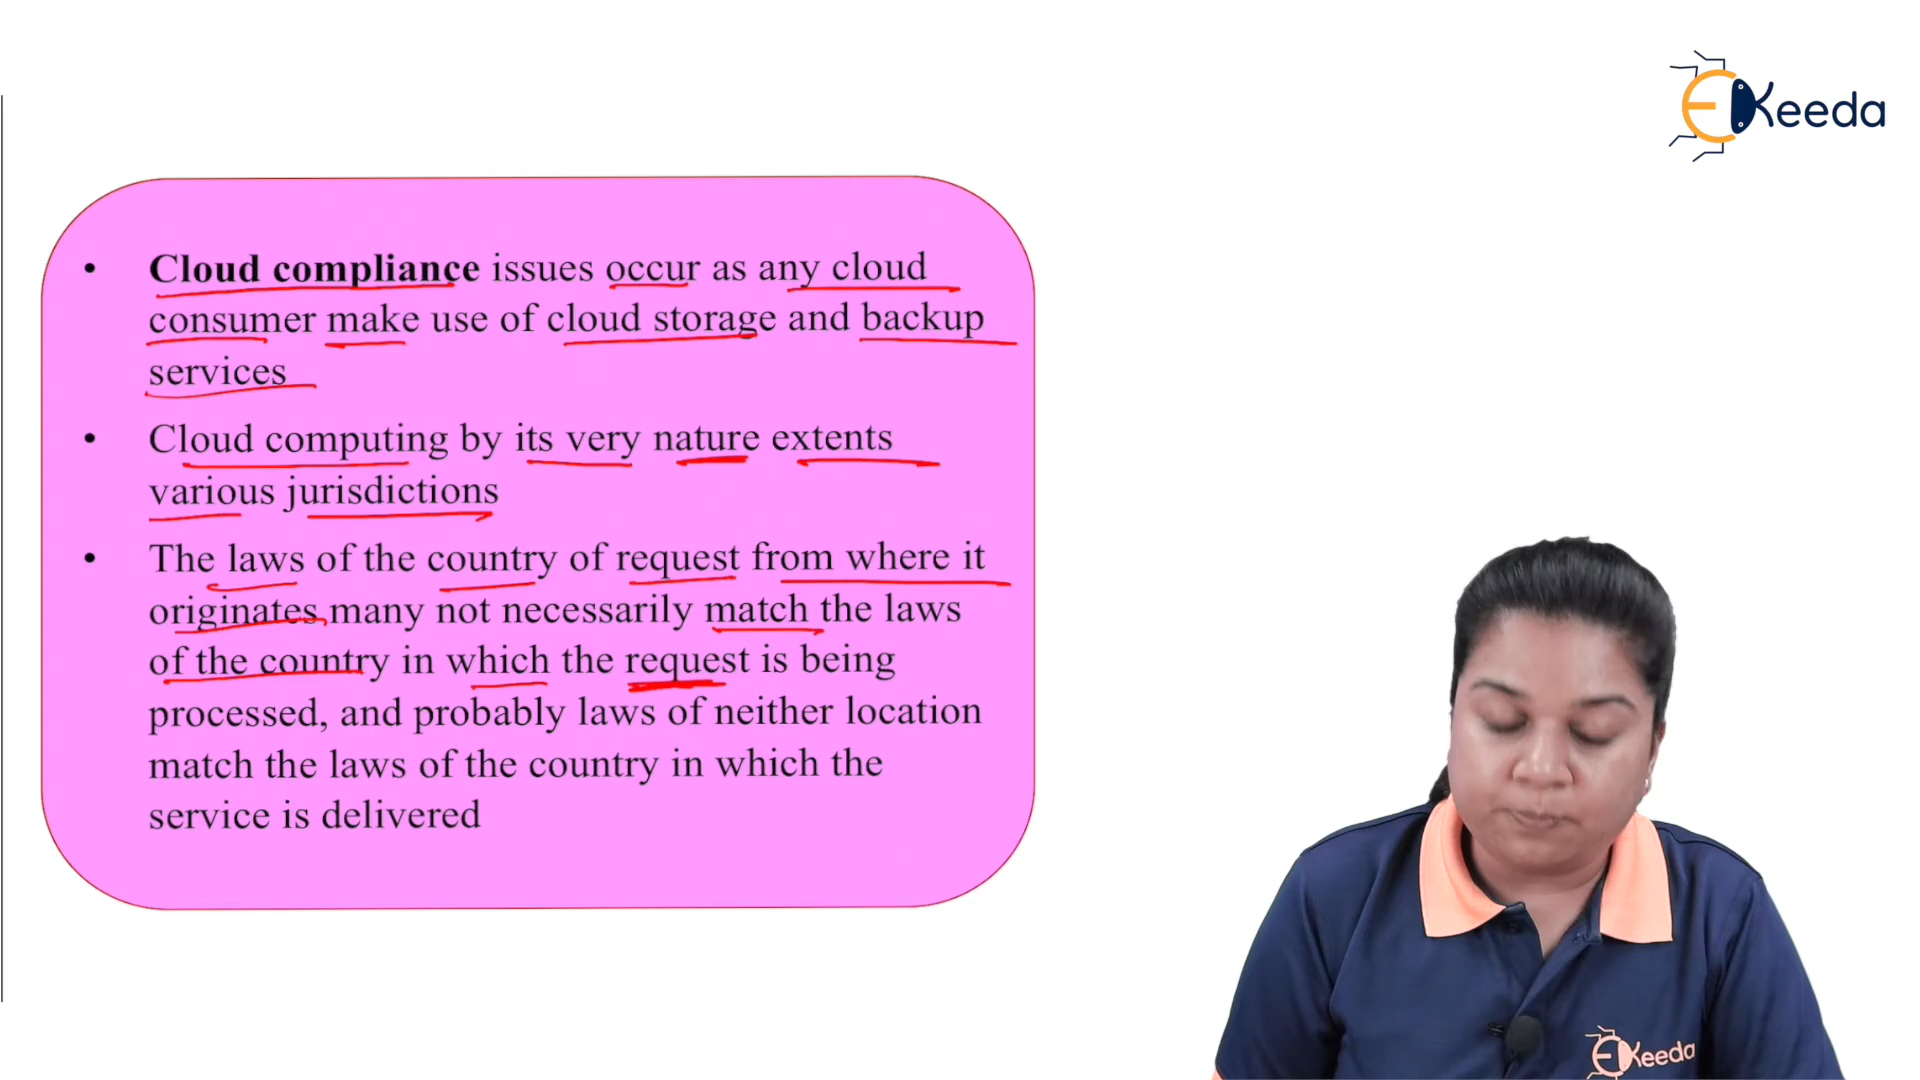 EKeeda
• Cloud compliance issues occur as any cloud
consumer make use of cloud storage and backup
services
• Cloud computing by its very nature extents
various jurisdictions
• The laws of the country of request from where it
originates many not necessarily match the laws
of the country in which the request is being
processed, and probably laws of neither location
match the laws of the country in which the
service is delivered
EKeeda